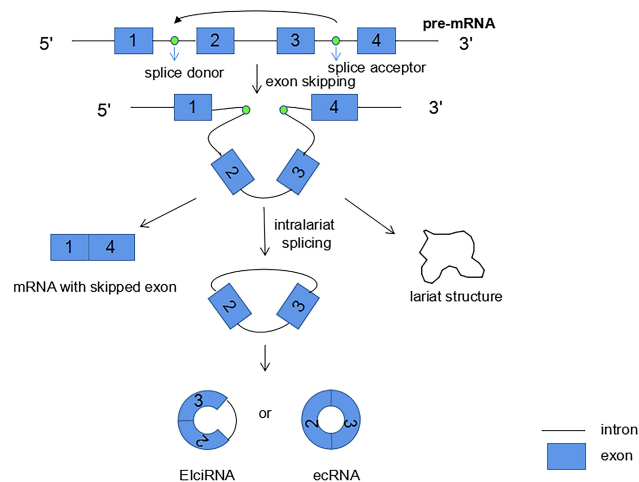 pre-mRNA
5' 1 2 3 4 3'
splice donor
splice acceptor
exon skipping
5' 1 4 3'
2 3
intralariat
splicing
1 4
mRNA with skipped exon
lariat structure
2 3
3 2
or
2 3
EIciRNA
ecRNA
intron
exon